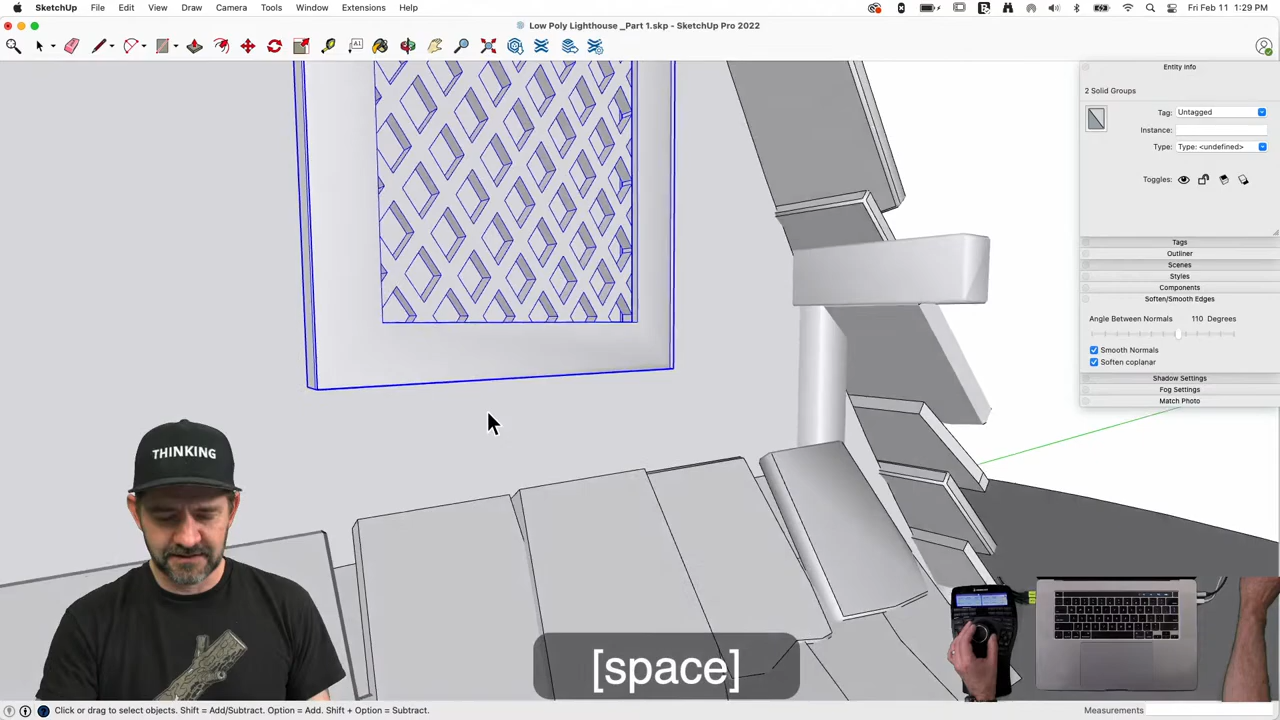 SketchUp File Edit View Draw Camera Tools Window Extensions Help Fri Feb 11 1:29 PM
Low Poly Lighthouse _Part 1.skp - SketchUp Pro 2022
Entity Info
2 Solid Groups
Tag: Untagged
Instance:
Type: Type: <undefined>
Toggles:
Tags
Outliner
Scenes
Styles
Components
Soften/Smooth Edges
Angle Between Normals 110 Degrees
Smooth Normals
Soften coplanar
Shadow Settings
Fog Settings
Match Photo
THINKING
[space]
Click or drag to select objects. Shift = Add/Subtract. Option = Add. Shift + Option = Subtract.
Measurements